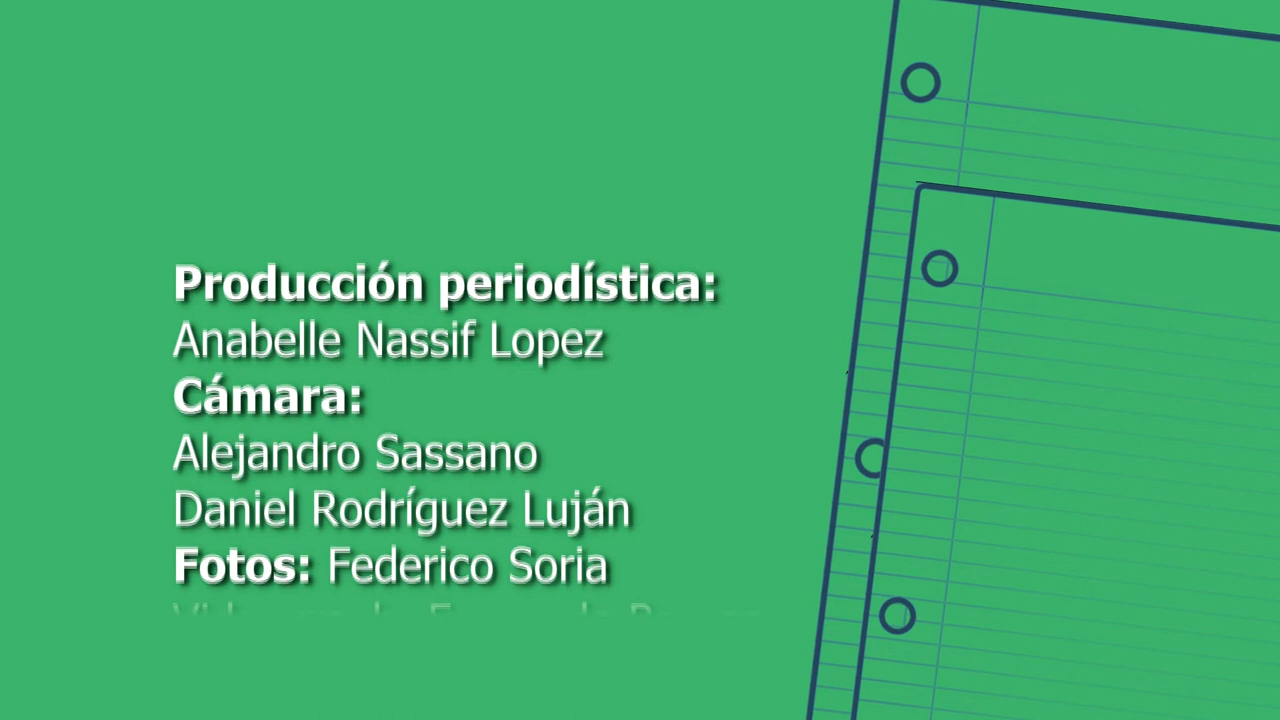 Producción periodística:
Anabelle Nassif Lopez
Cámara:
Alejandro Sassano
Daniel Rodríguez Luján
Fotos: Federico Soria